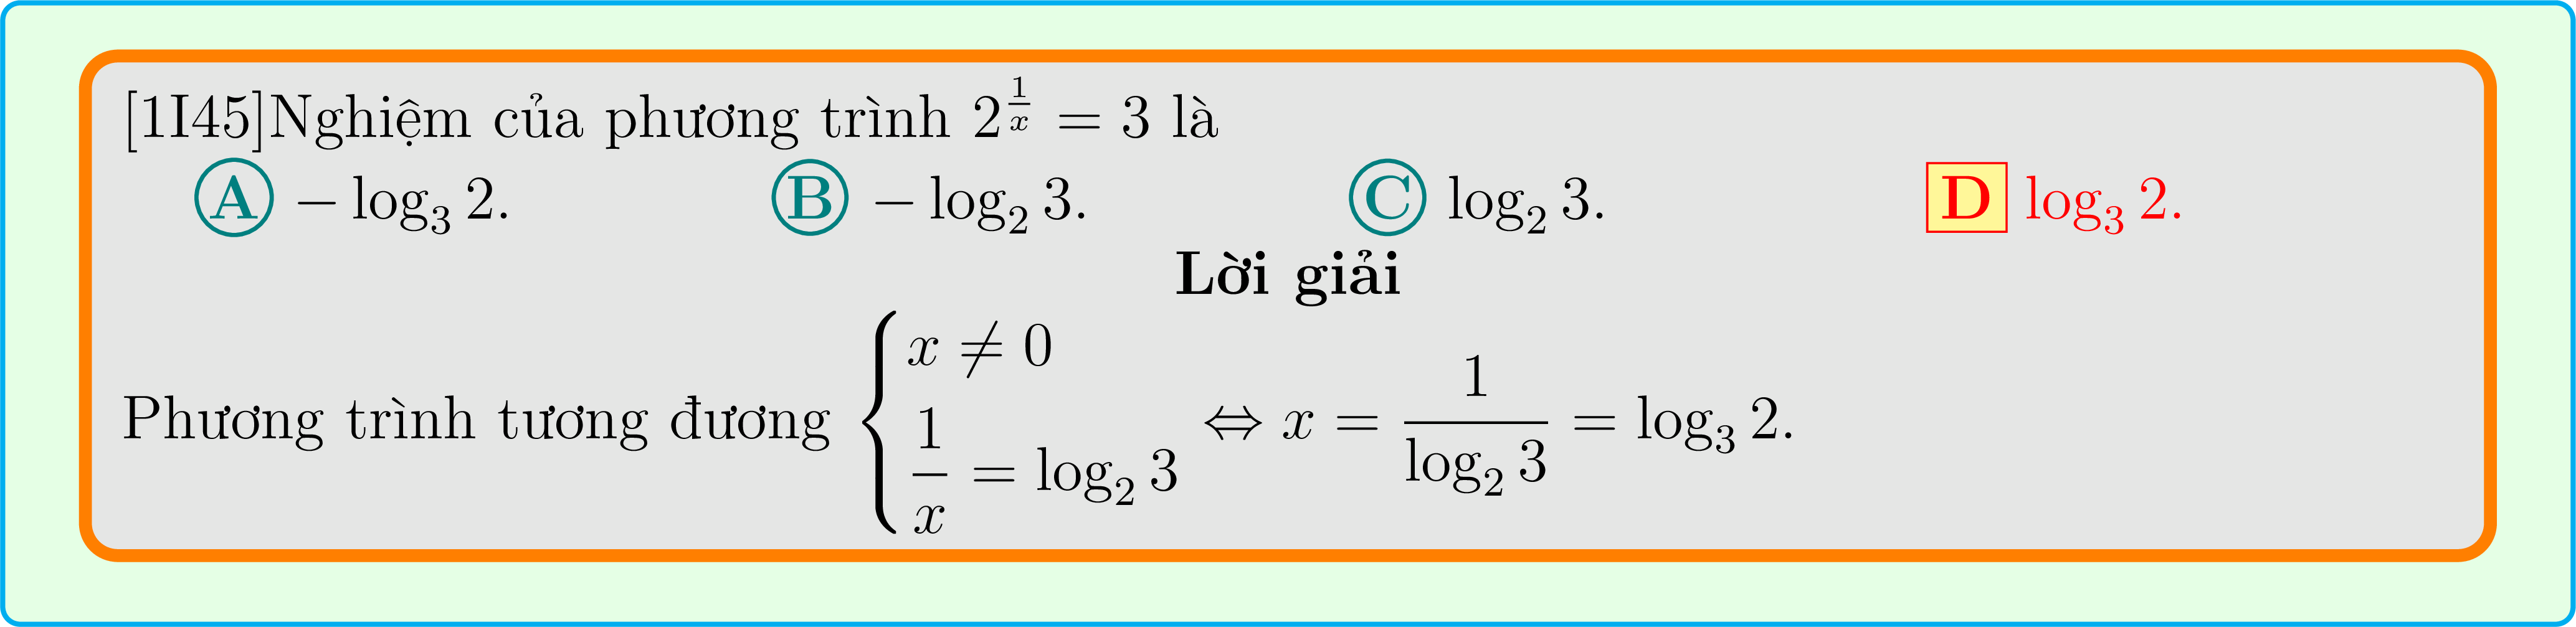 [1I45]Nghiệm của phương trình $2^{\frac{1}{x}} = 3$ là
A $-\log_3 2$. B $-\log_2 3$. C $\log_2 3$. D $\log_3 2$.
Lời giải
Phương trình tương đương $\begin{cases} x \neq 0 \\ \dfrac{1}{x} = \log_2 3 \end{cases} \Leftrightarrow x = \dfrac{1}{\log_2 3} = \log_3 2$.